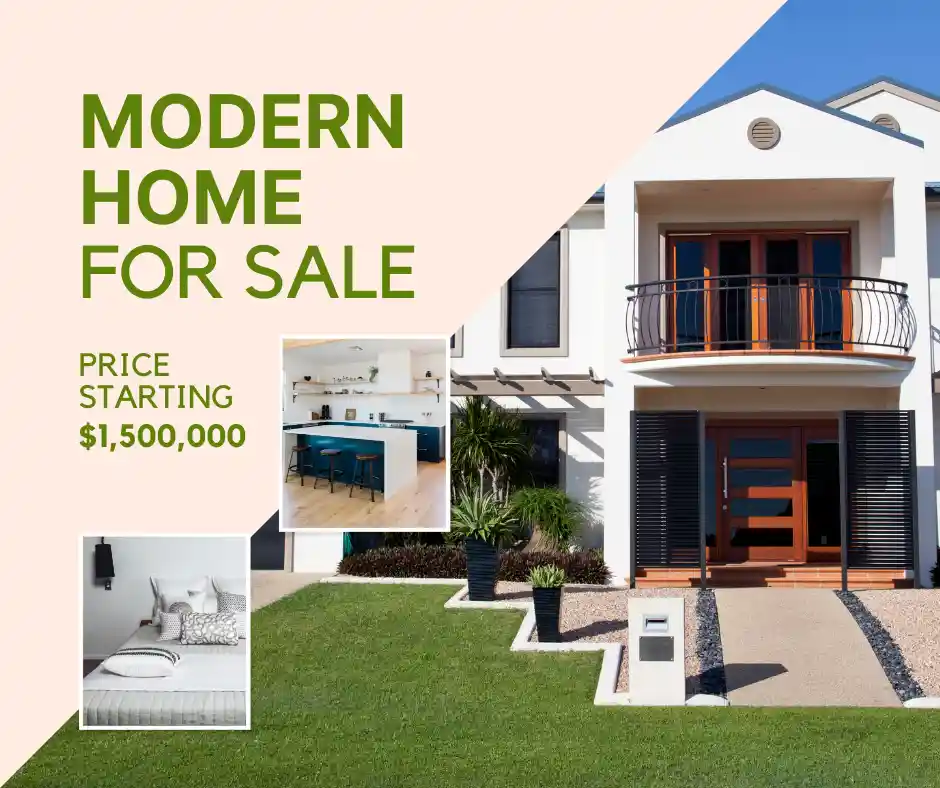 MODERN
HOME
FOR SALE
PRICE
STARTING
$1,500,000